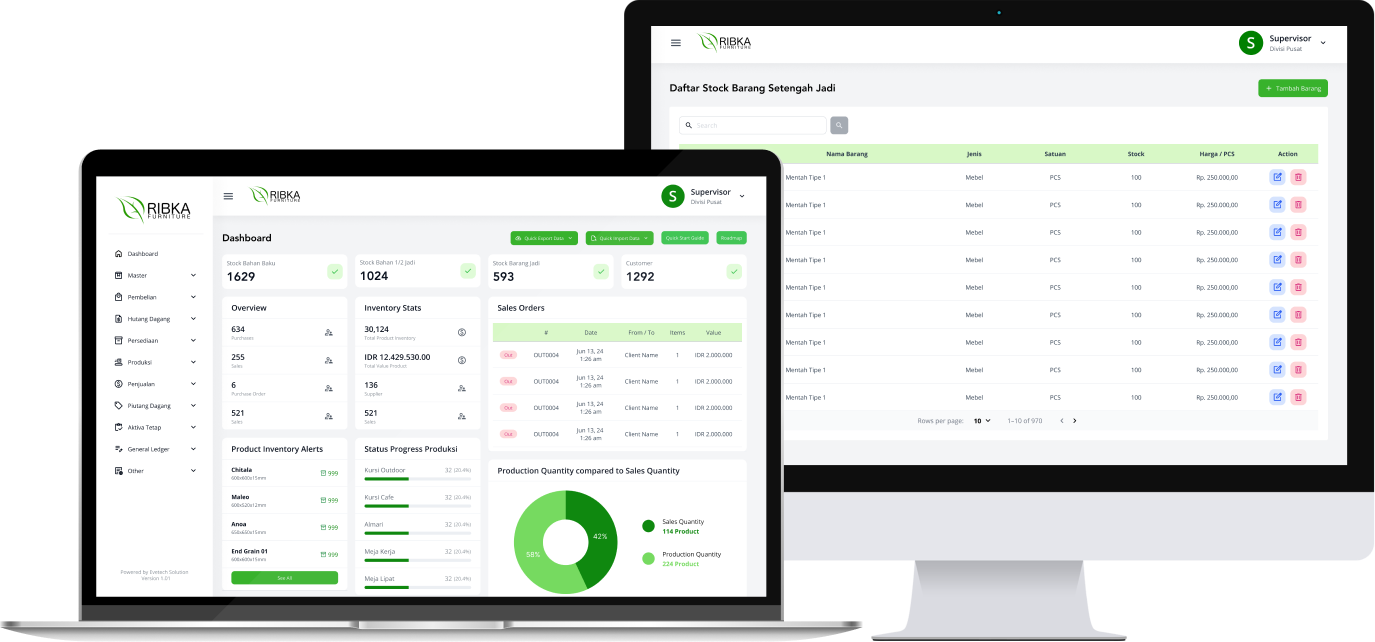 RIBKA
FURNITURE
Supervisor
Divisi Pusat
Daftar Stock Barang Setengah Jadi
+ Tambah Barang
Search
Nama Barang Jenis Satuan Stock Harga / PCS Action
Mentah Tipe 1 Mebel PCS 100 Rp. 250.000,00
Mentah Tipe 1 Mebel PCS 100 Rp. 250.000,00
Mentah Tipe 1 Mebel PCS 100 Rp. 250.000,00
Mentah Tipe 1 Mebel PCS 100 Rp. 250.000,00
Mentah Tipe 1 Mebel PCS 100 Rp. 250.000,00
Mentah Tipe 1 Mebel PCS 100 Rp. 250.000,00
Mentah Tipe 1 Mebel PCS 100 Rp. 250.000,00
Mentah Tipe 1 Mebel PCS 100 Rp. 250.000,00
Mentah Tipe 1 Mebel PCS 100 Rp. 250.000,00
Rows per page: 10 1–10 of 970
RIBKA
FURNITURE
Dashboard
Master
Pembelian
Hutang Dagang
Persediaan
Produksi
Penjualan
Piutang Dagang
Aktiva Tetap
General Ledger
Other
Powered by Eretech Solution
Version 1.01
RIBKA
FURNITURE
S
Supervisor
Divisi Pusat
S
Dashboard
Quick Export Data
Quick Import Data
Quick Start Guide
Roadmap
Stock Bahan Baku
1629
Stock Bahan 1/2 Jadi
1024
Stock Barang Jadi
593
Customer
1292
Overview
634
Purchases
255
Sales
6
Purchase Order
521
Sales
Inventory Stats
30,124
Total Product Inventory
IDR 12.429.530.00
Total Value Product
136
Supplier
521
Sales
Sales Orders
# Date From / To Items Value
Out OUT0004 Jun 13, 24 1:26 am Client Name 1 IDR 2.000.000
Out OUT0004 Jun 13, 24 1:26 am Client Name 1 IDR 2.000.000
Out OUT0004 Jun 13, 24 1:26 am Client Name 1 IDR 2.000.000
Out OUT0004 Jun 13, 24 1:26 am Client Name 1 IDR 2.000.000
Product Inventory Alerts
Chitala
600x600x15mm
999
Maleo
600x520x12mm
999
Anoa
650x650x15mm
999
End Grain 01
600x600x15mm
999
See All
Status Progress Produksi
Kursi Outdoor 32 (20.4%)
Kursi Cafe 32 (20.4%)
Almari 32 (20.4%)
Meja Kerja 32 (20.4%)
Meja Lipat 32 (20.4%)
Production Quantity compared to Sales Quantity
42%
58%
Sales Quantity
114 Product
Production Quantity
224 Product